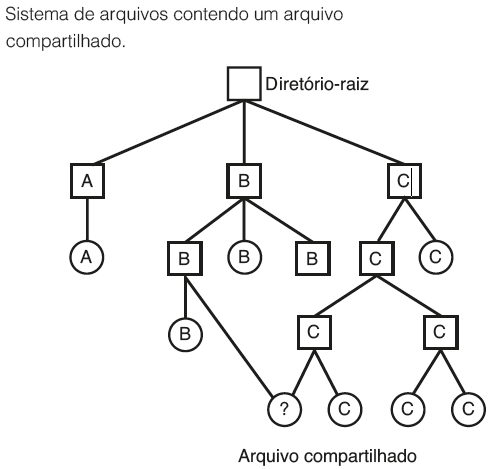 Sistema de arquivos contendo um arquivo
compartilhado.
Diretório-raiz
A B C
A B B B C C
B C C
? C C C
Arquivo compartilhado